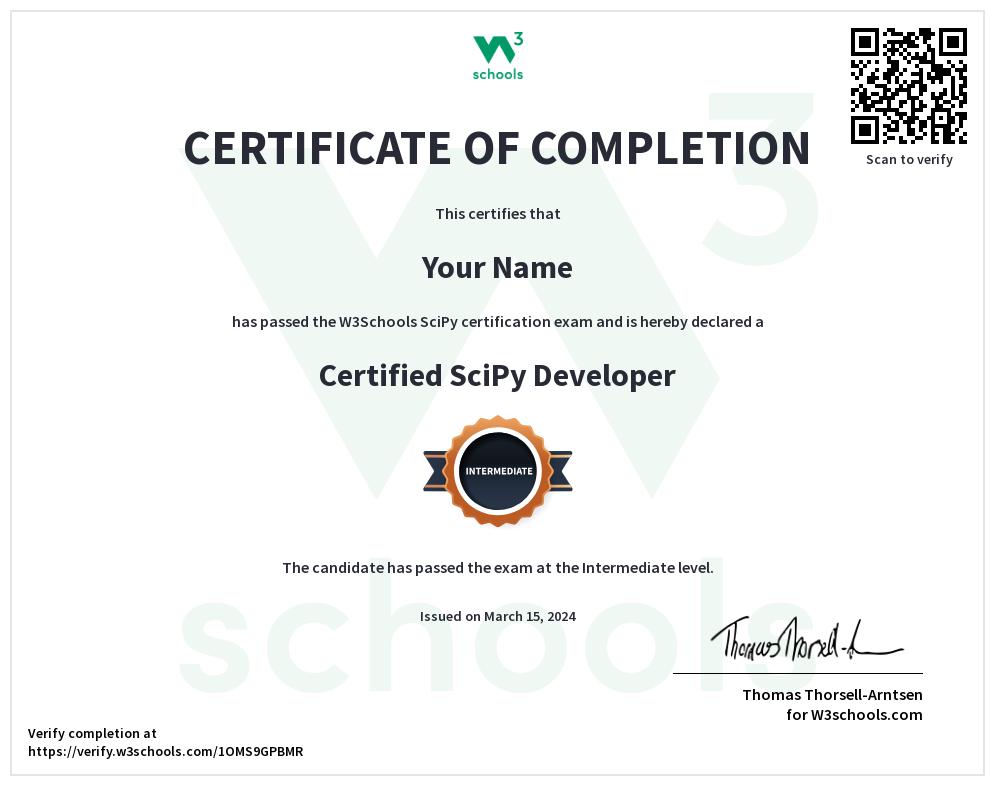 3
schools
Scan to verify
CERTIFICATE OF COMPLETION
This certifies that
Your Name
has passed the W3Schools SciPy certification exam and is hereby declared a
Certified SciPy Developer
INTERMEDIATE
The candidate has passed the exam at the Intermediate level.
Issued on March 15, 2024
Thomas Thorsell-A
Thomas Thorsell-Arntsen
for W3schools.com
Verify completion at
https://verify.w3schools.com/1OMS9GPBMR
3
schools